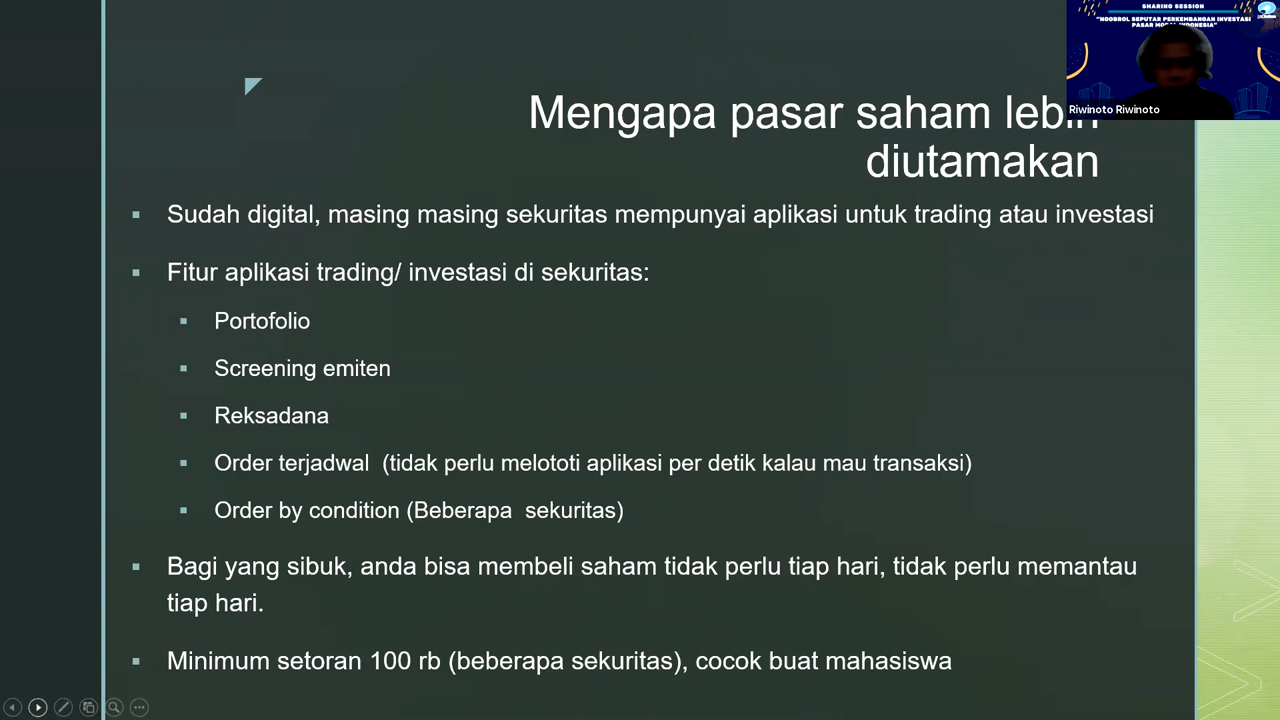 SHARING SESSION
"NGOBROL SEPUTAR PERKEMBANGAN INVESTASI
PASAR MODAL INDONESIA"
Riwinoto Riwinoto
Mengapa pasar saham lebih
diutamakan
Sudah digital, masing masing sekuritas mempunyai aplikasi untuk trading atau investasi
Fitur aplikasi trading/ investasi di sekuritas:
Portofolio
Screening emiten
Reksadana
Order terjadwal (tidak perlu melototi aplikasi per detik kalau mau transaksi)
Order by condition (Beberapa sekuritas)
Bagi yang sibuk, anda bisa membeli saham tidak perlu tiap hari, tidak perlu memantau
tiap hari.
Minimum setoran 100 rb (beberapa sekuritas), cocok buat mahasiswa